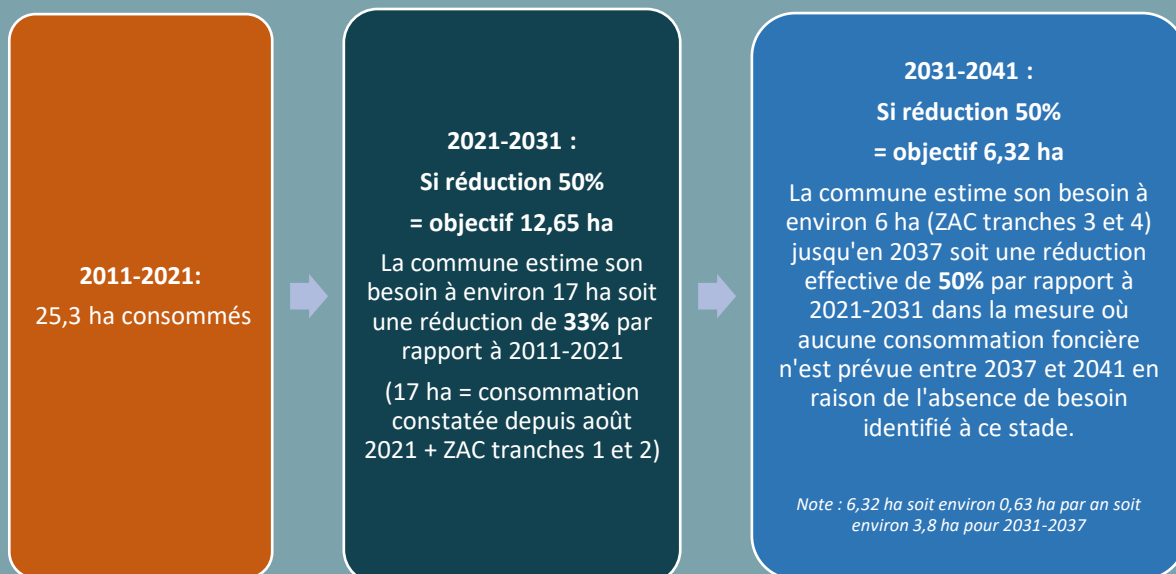 2011-2021:
25,3 ha consommés
2021-2031 :
Si réduction 50%
= objectif 12,65 ha
La commune estime son
besoin à environ 17 ha soit
une réduction de 33% par
rapport à 2011-2021
(17 ha = consommation
constatée depuis août
2021 + ZAC tranches 1 et 2)
2031-2041 :
Si réduction 50%
= objectif 6,32 ha
La commune estime son besoin à
environ 6 ha (ZAC tranches 3 et 4)
jusqu'en 2037 soit une réduction
effective de 50% par rapport à
2021-2031 dans la mesure où
aucune consommation foncière
n'est prévue entre 2037 et 2041 en
raison de l'absence de besoin
identifié à ce stade.
Note : 6,32 ha soit environ 0,63 ha par an soit
environ 3,8 ha pour 2031-2037